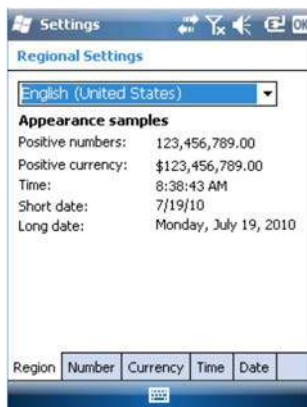 Settings
OK
Regional Settings
English (United States)
Appearance samples
Positive numbers: 123,456,789.00
Positive currency: $123,456,789.00
Time: 8:38:43 AM
Short date: 7/19/10
Long date: Monday, July 19, 2010
Region Number Currency Time Date